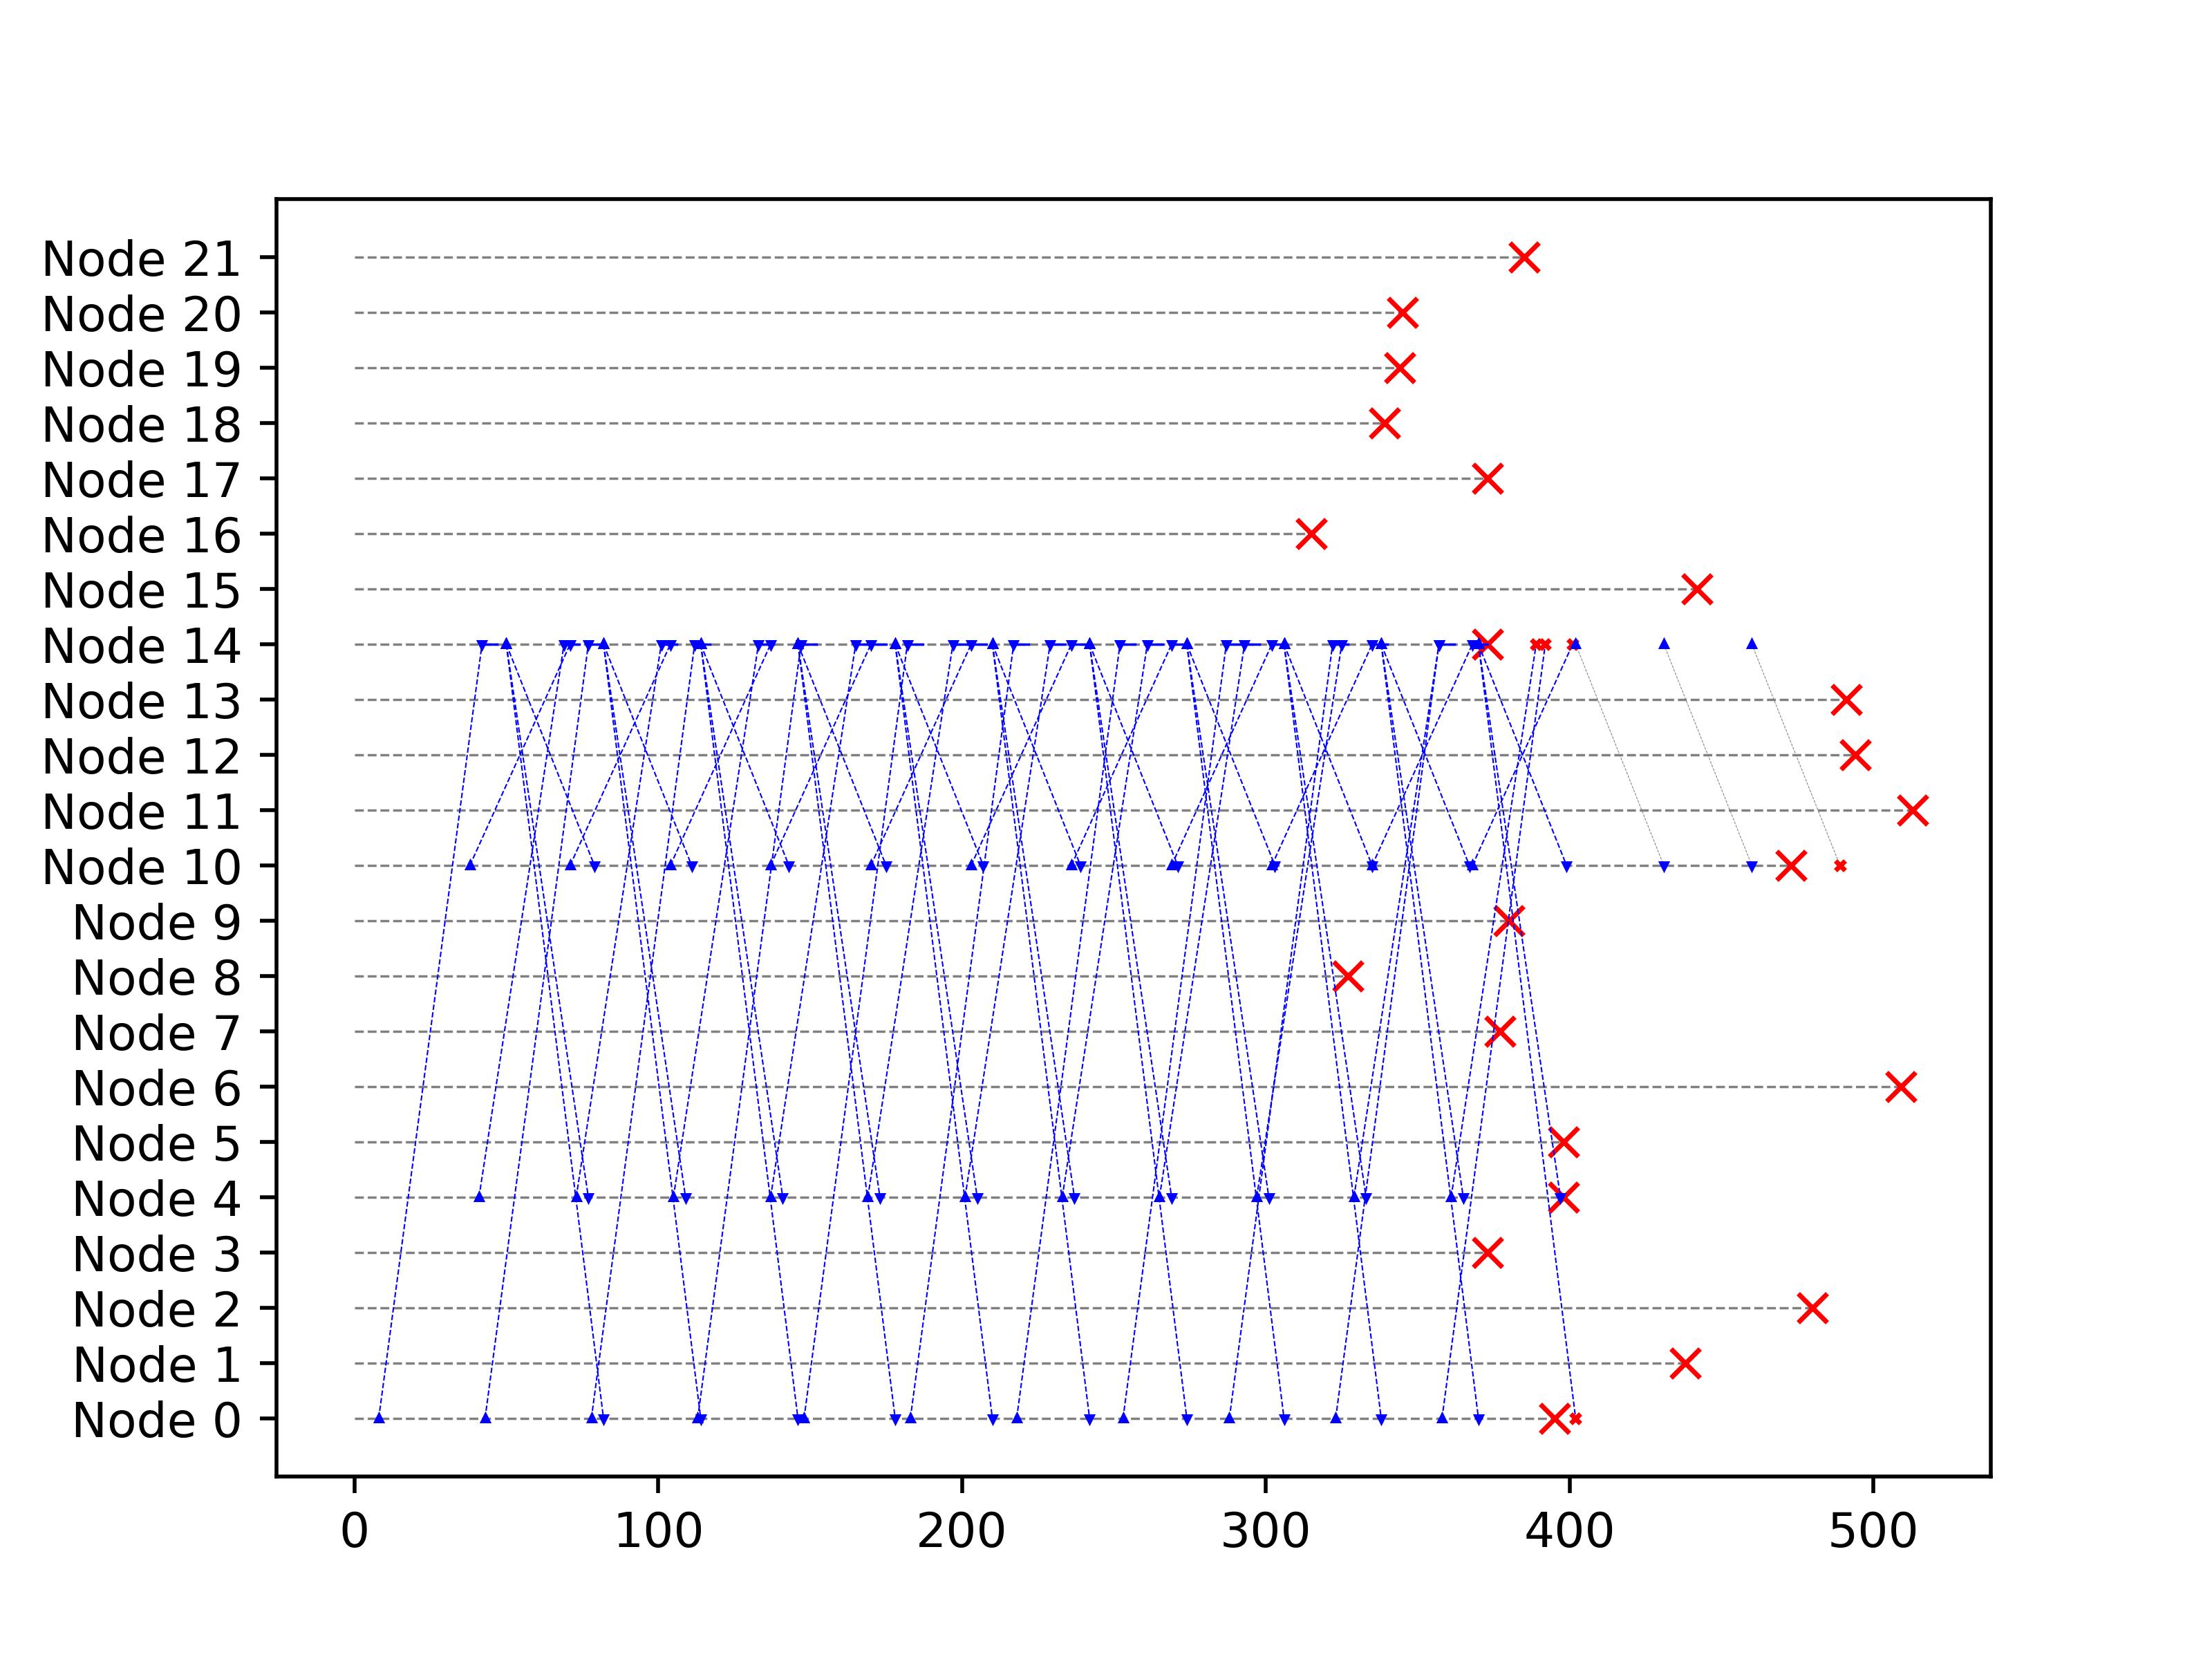 Node 21
Node 20
Node 19
Node 18
Node 17
Node 16
Node 15
Node 14
Node 13
Node 12
Node 11
Node 10
Node 9
Node 8
Node 7
Node 6
Node 5
Node 4
Node 3
Node 2
Node 1
Node 0
0 100 200 300 400 500